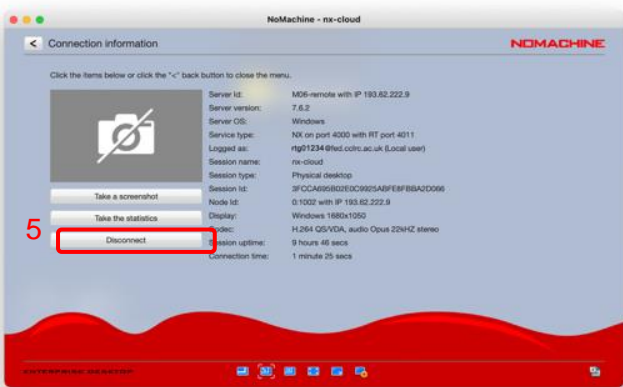 NoMachine - nx-cloud
< Connection information
NOMACHINE
Click the items below or click the "<" back button to close the menu.
Server Id: M06-remote with IP 193.62.222.9
Server version: 7.6.2
Server OS: Windows
Service type: NX on port 4000 with RT port 4011
Logged as: rtg01234@fed.cclrc.ac.uk (Local user)
Session name: nx-cloud
Session type: Physical desktop
Take a screenshot
Session Id: 3FCCA695B02E0C9925ABFE8FBBA2D066
Node Id: 0:1002 with IP 193.62.222.9
Take the statistics
Display: Windows 1680x1050
5
Codec: H.264 QS/VDA, audio Opus 22kHZ stereo
Disconnect
Session uptime: 9 hours 46 secs
Connection time: 1 minute 25 secs
ENTERPRISE DESKTOP